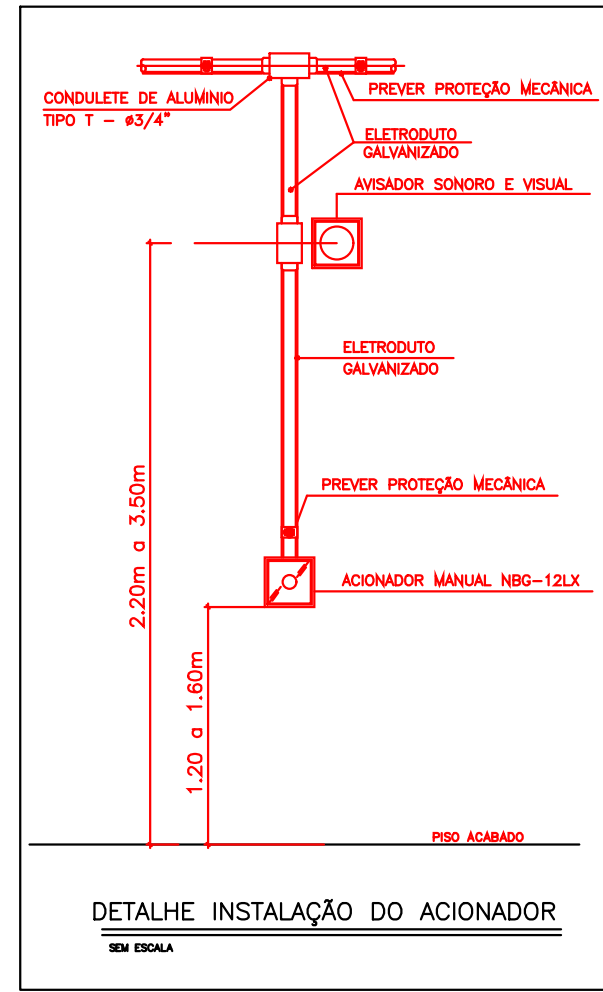 CONDULETE DE ALUMINIO
TIPO T - ø3/4"
PREVER PROTEÇÃO MECÂNICA
ELETRODUTO
GALVANIZADO
AVISADOR SONORO E VISUAL
ELETRODUTO
GALVANIZADO
2.20m a 3.50m
PREVER PROTEÇÃO MECÂNICA
ACIONADOR MANUAL NBG-12LX
1.20 a 1.60m
PISO ACABADO
DETALHE INSTALAÇÃO DO ACIONADOR
SEM ESCALA